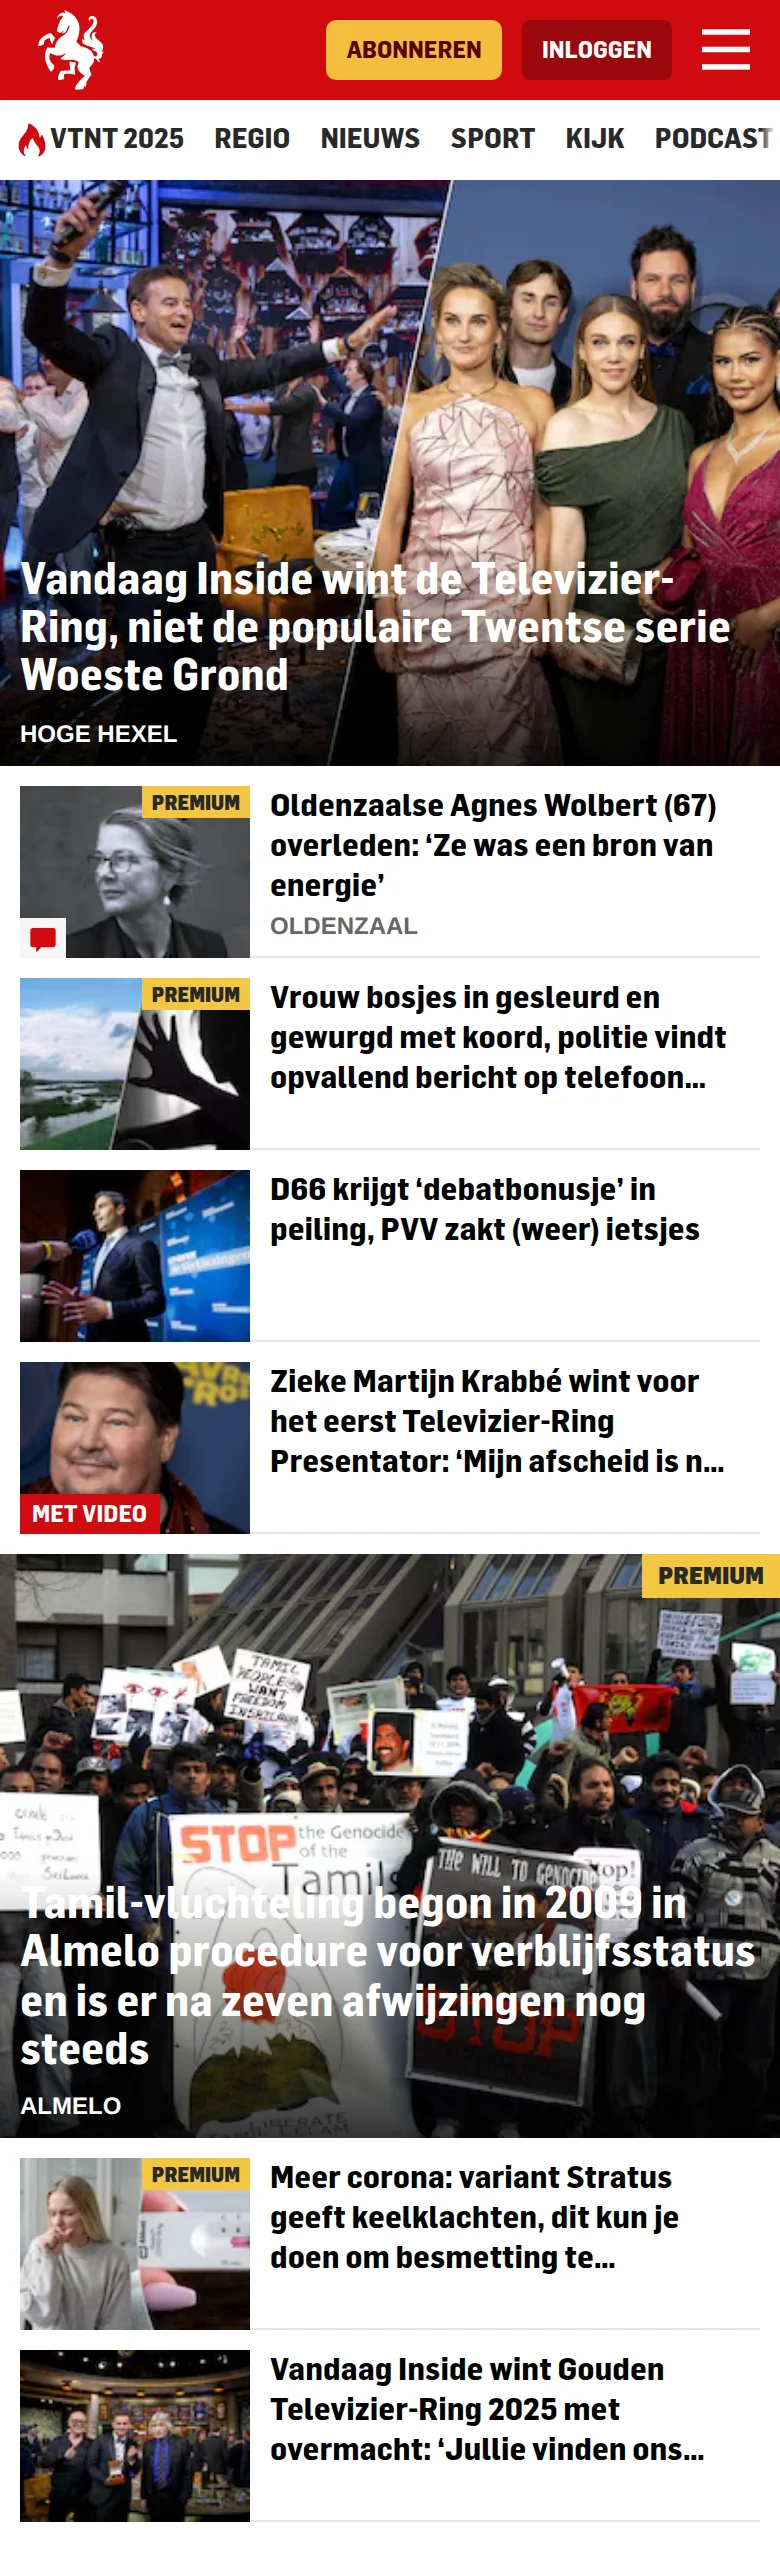 ABONNEREN
INLOGGEN
VTNT 2025 REGIO NIEUWS SPORT KIJK PODCAST
Vandaag Inside wint de Televizier-
Ring, niet de populaire Twentse serie
Woeste Grond
HOGE HEXEL
PREMIUM
Oldenzaalse Agnes Wolbert (67)
overleden: ‘Ze was een bron van
energie’
OLDENZAAL
PREMIUM
Vrouw bosjes in gesleurd en
gewurgd met koord, politie vindt
opvallend bericht op telefoon...
D66 krijgt ‘debatbonusje’ in
peiling, PVV zakt (weer) ietsjes
Zieke Martijn Krabbé wint voor
het eerst Televizier-Ring
Presentator: ‘Mijn afscheid is n...
MET VIDEO
PREMIUM
TAMIL
PEOPLE
WANT
FREEDOM
STOP the Genocide
of the
Tamils
THE WILL TO GENOCIDE
Stop!
STOP
LIBERATE
Tamil-vluchteling begon in 2009 in
Almelo procedure voor verblijfsstatus
en is er na zeven afwijzingen nog
steeds
ALMELO
PREMIUM
Meer corona: variant Stratus
geeft keelklachten, dit kun je
doen om besmetting te...
Vandaag Inside wint Gouden
Televizier-Ring 2025 met
overmacht: ‘Jullie vinden ons...